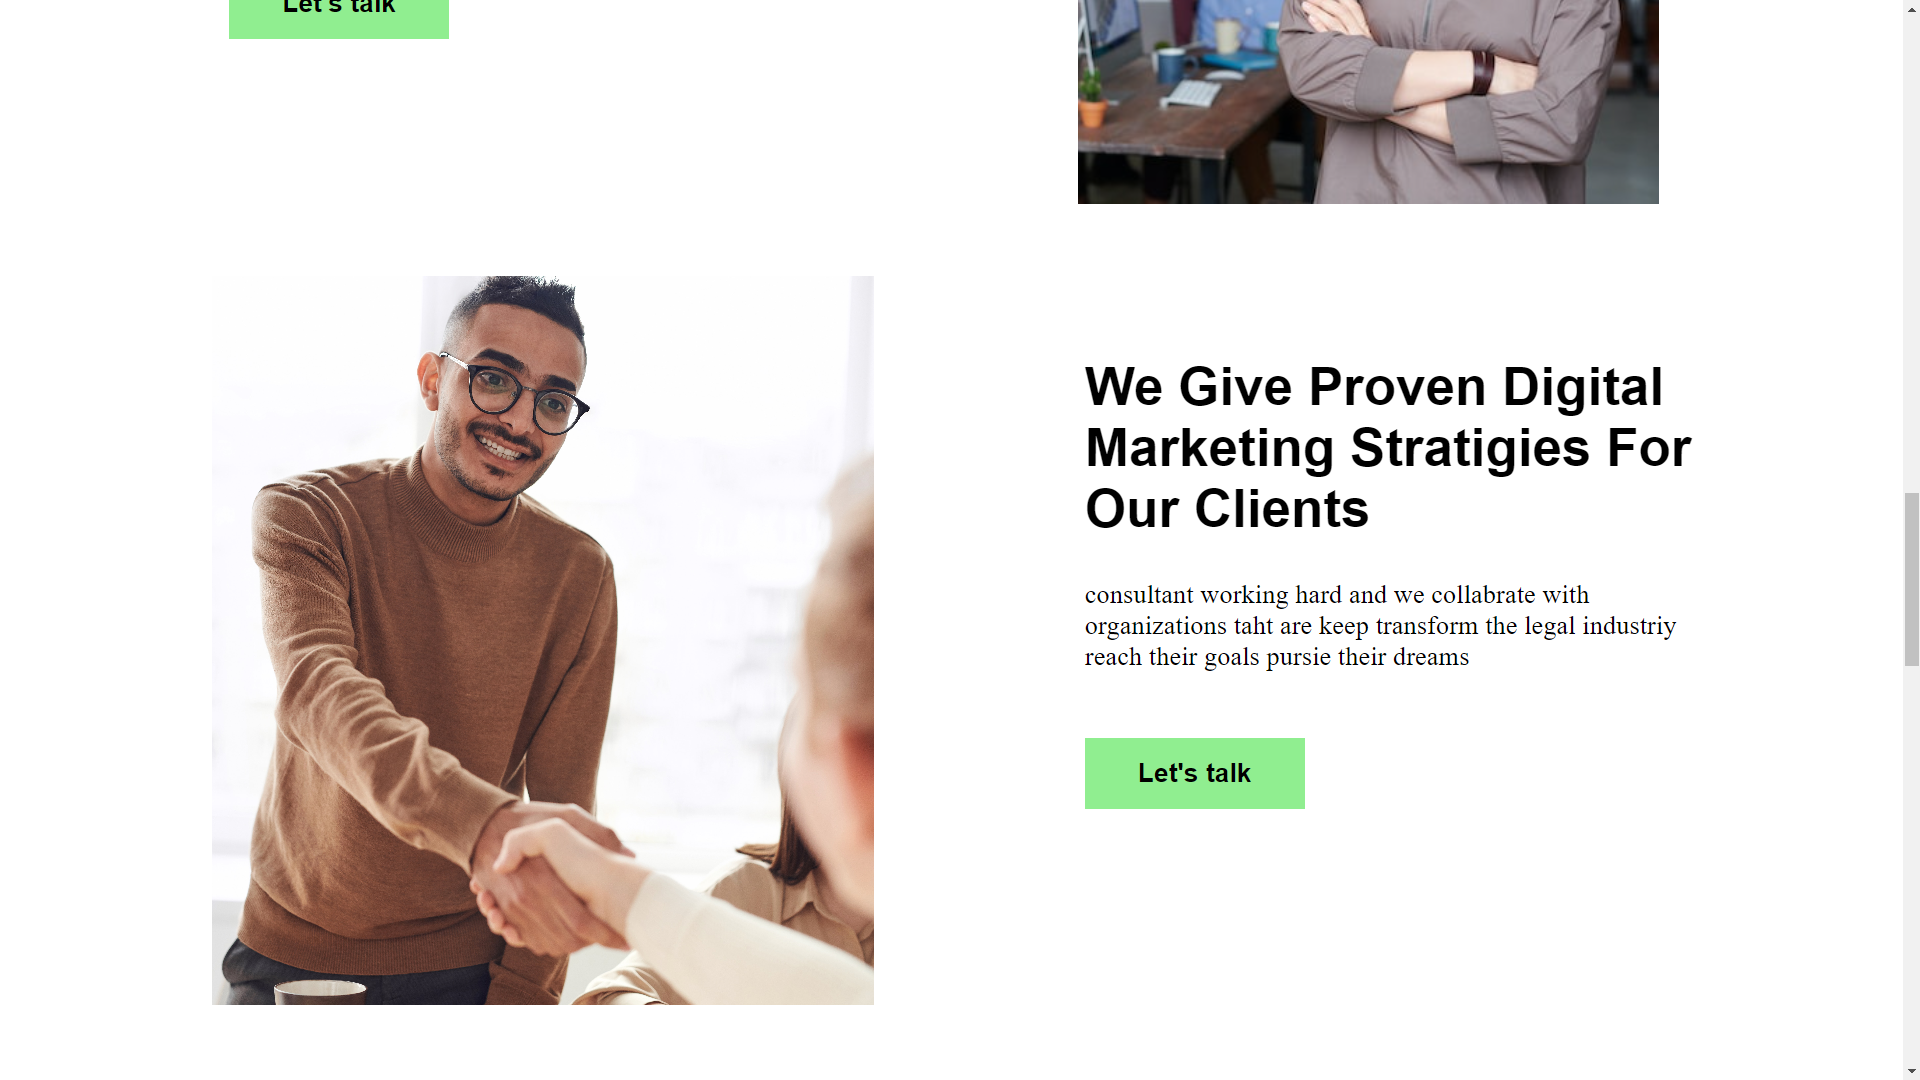 Let's talk
We Give Proven Digital
Marketing Stratigies For
Our Clients
consultant working hard and we collabrate with
organizations taht are keep transform the legal industriy
reach their goals pursie their dreams
Let's talk